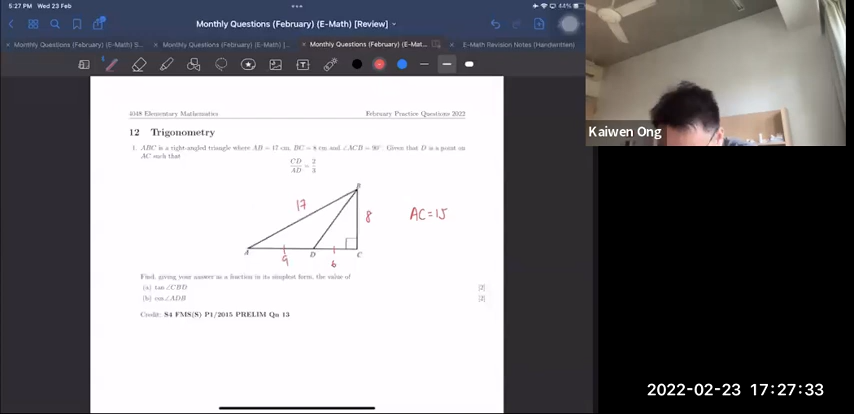 5:27 PM Wed 23 Feb
Monthly Questions (February) (E-Math) [Review]
44%
Monthly Questions (February) (E-Math) S...
Monthly Questions (February) (E-Math) [...
Monthly Questions (February) (E-Mat...
E-Math Revision Notes (Handwritten)
Kaiwen Ong
4048 Elementary Mathematics
February Practice Questions 2022
12 Trigonometry
1. ABC is a right-angled triangle where AB = 17 cm, BC = 8 cm and ∠ACB = 90°. Given that D is a point on
AC such that
CD/AD = 2/3
B
17
8
AC=15
A
D
C
9
6
Find, giving your answer as a fraction in its simplest form, the value of
(a) tan ∠CBD [2]
(b) cos ∠ADB [2]
Credit: S4 FMS(S) P1/2015 PRELIM Qn 13
2022-02-23 17:27:33